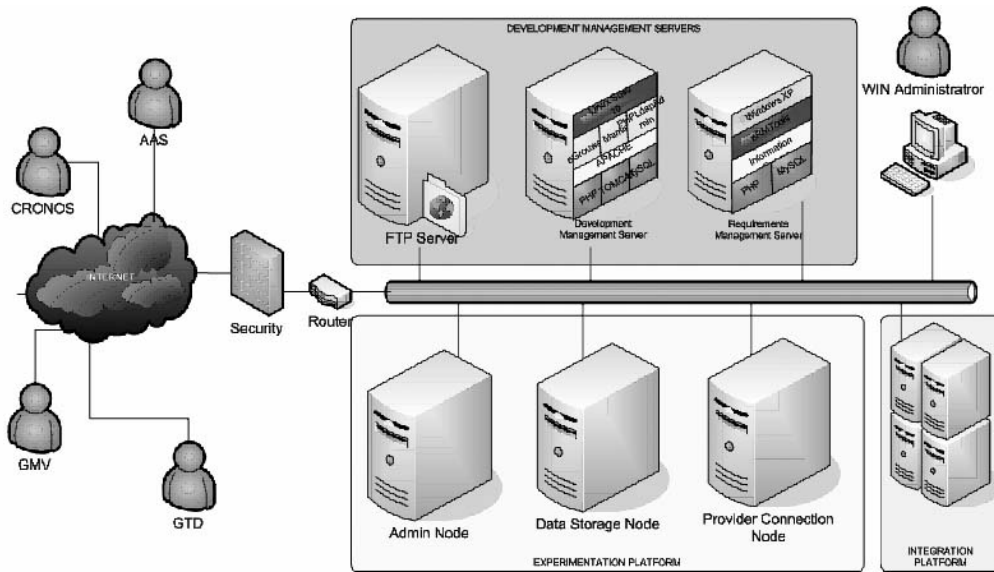 DEVELOPMENT MANAGEMENT SERVERS
AAS
CRONOS
INTERNET
GMV
GTD
Security
Router
FTP Server
APACHE
PHP
MySQL
Development
Management Server
Windows XP
Information
PHP
MySQL
Requirements
Management Server
WIN Administratror
Admin Node
Data Storage Node
Provider Connection
Node
EXPERIMENTATION PLATFORM
INTEGRATION
PLATFORM